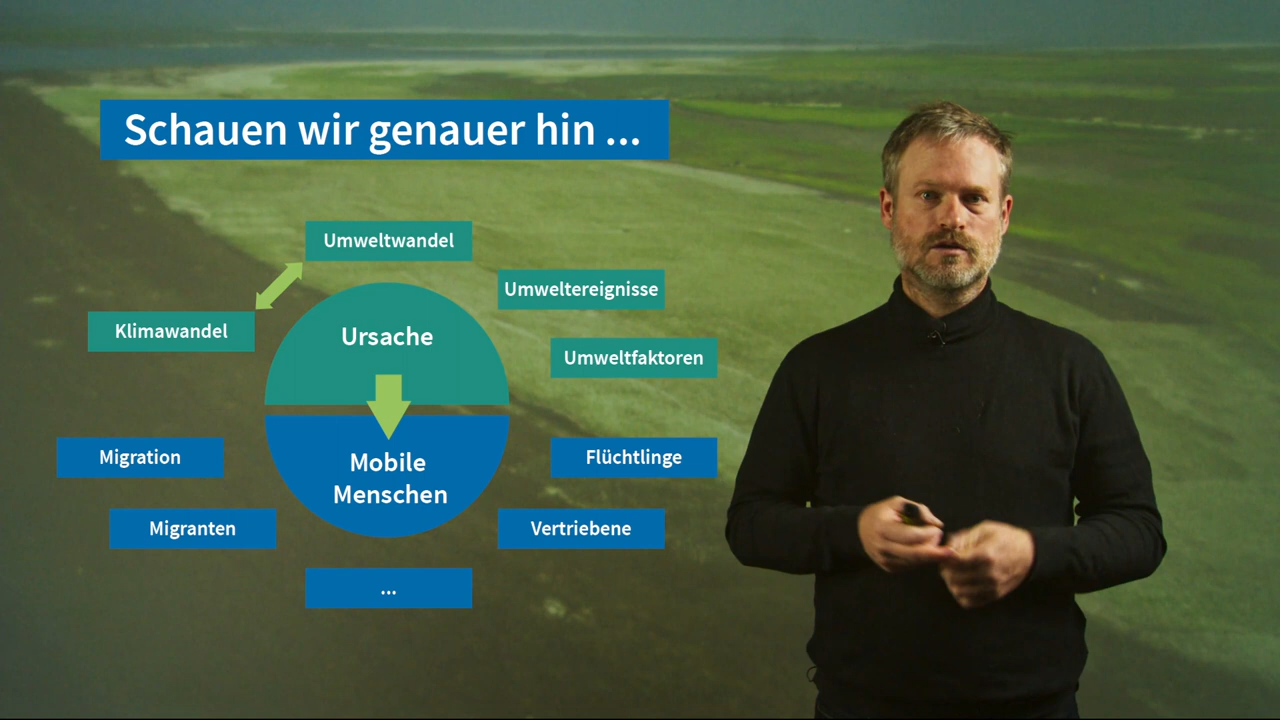 Schauen wir genauer hin ...
Umweltwandel
Umweltereignisse
Klimawandel
Ursache
Umweltfaktoren
Migration
Mobile
Menschen
Flüchtlinge
Migranten
Vertriebene
...